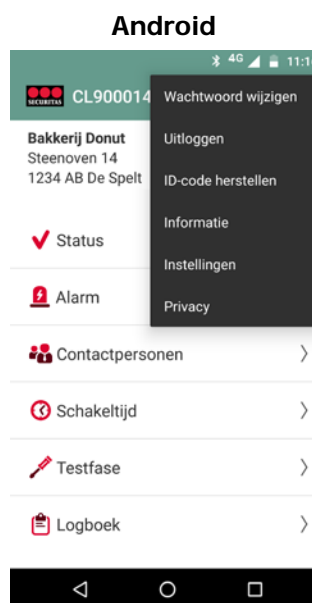 Android
4G 11:1
SECURITAS CL900014
Wachtwoord wijzigen
Uitloggen
ID-code herstellen
Informatie
Instellingen
Privacy
Bakkerij Donut
Steenoven 14
1234 AB De Spelt
Status
Alarm
Contactpersonen
Schakeltijd
Testfase
Logboek